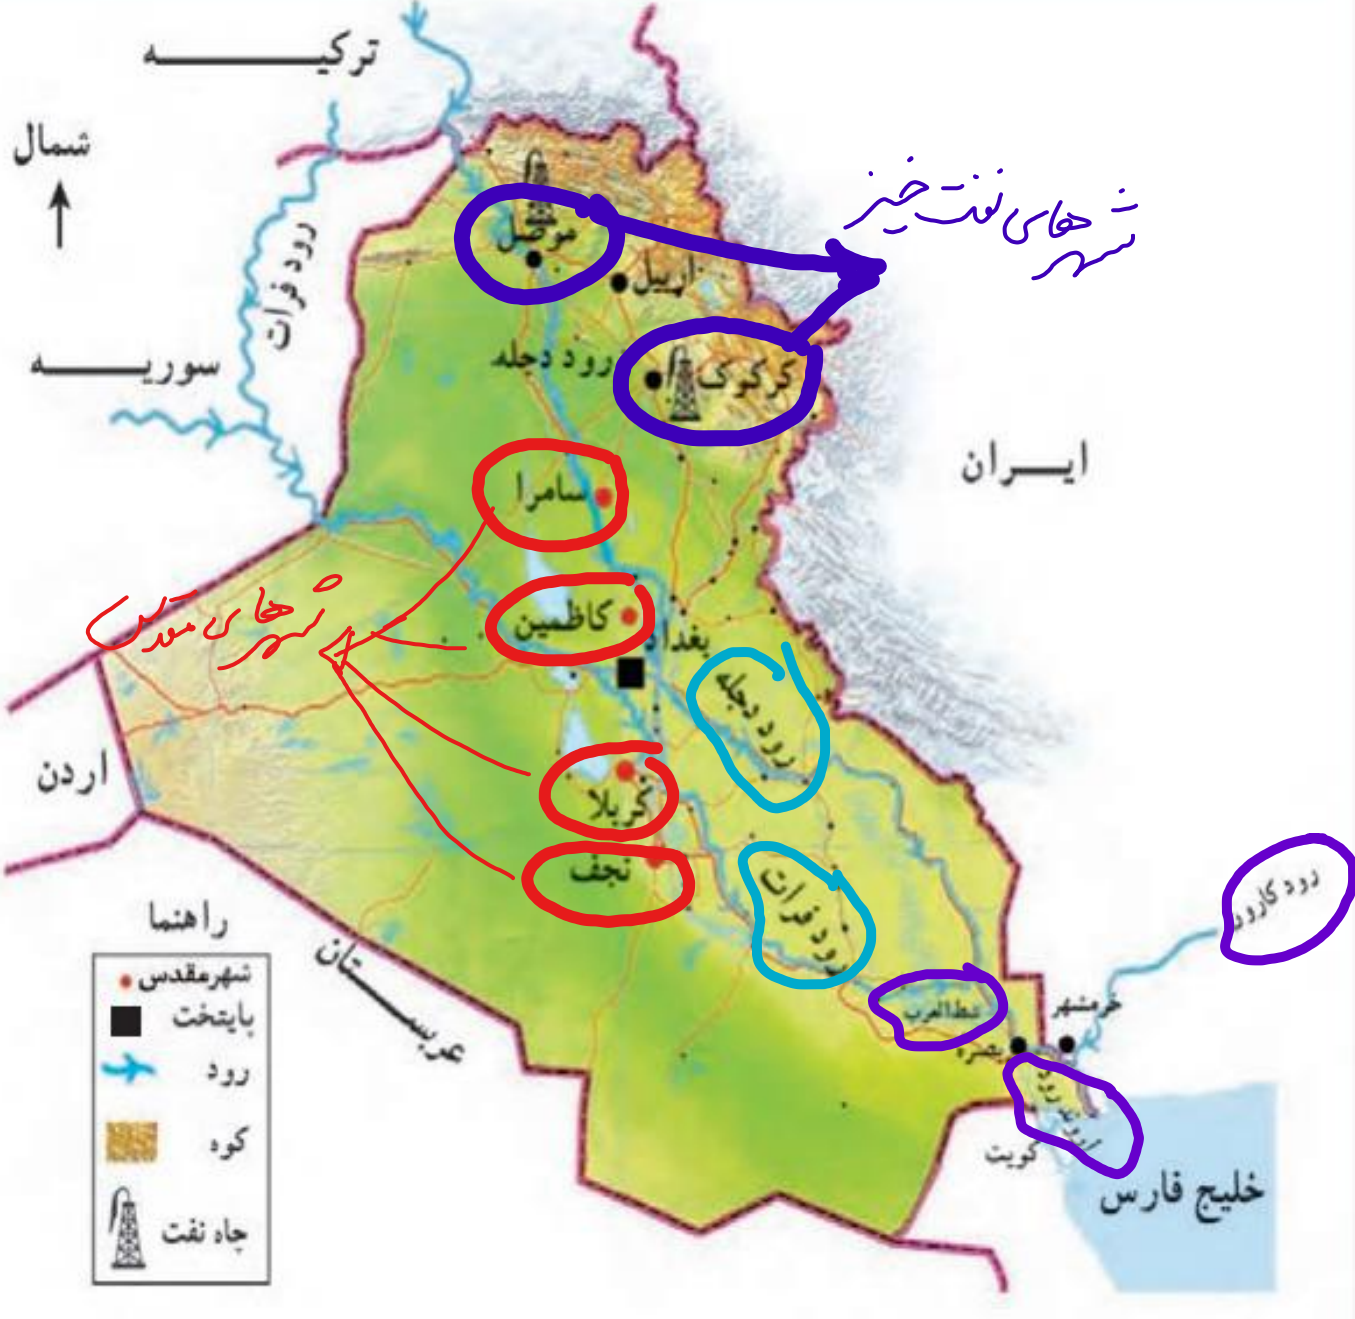 ترکیه
شمال
شهرهای نفت خیز
موصل
اربیل
رود فرات
رود دجله
کرکوک
سوریه
ایران
سامرا
شهرهای مقدس
کاظمین
بغداد
رود دجله
اردن
کربلا
نجف
رود فرات
رود کارون
راهنما
شهرمقدس
پایتخت
رود
کوه
چاه نفت
عربستان
شط‌العرب
خرمشهر
بصره
اروندرود
کویت
خلیج فارس